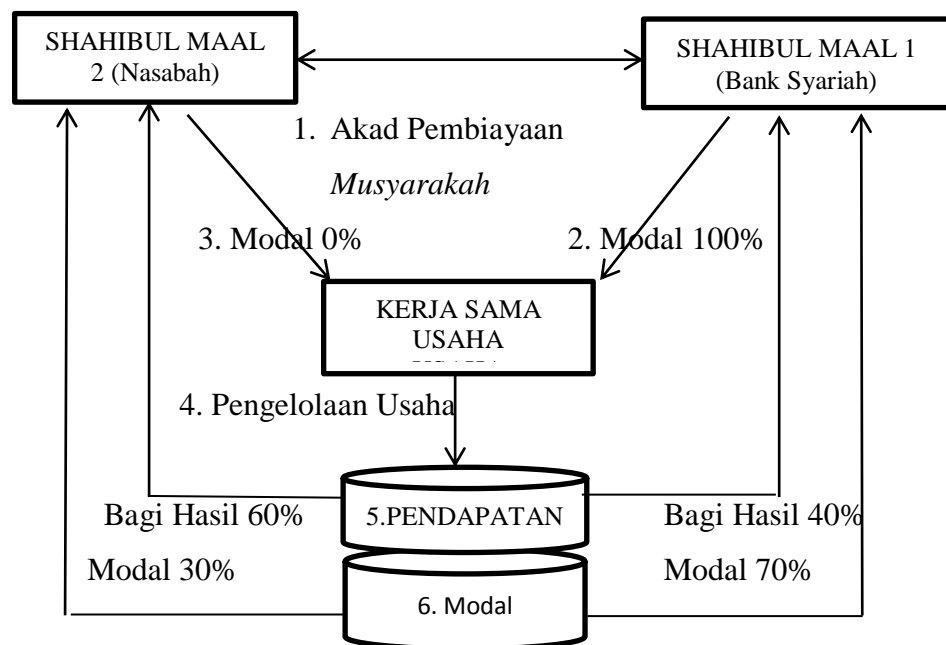 SHAHIBUL MAAL
2 (Nasabah)
SHAHIBUL MAAL 1
(Bank Syariah)
1. Akad Pembiayaan
Musyarakah
3. Modal 0%
2. Modal 100%
KERJA SAMA
USAHA
4. Pengelolaan Usaha
5.PENDAPATAN
Bagi Hasil 60%
Bagi Hasil 40%
Modal 30%
Modal 70%
6. Modal